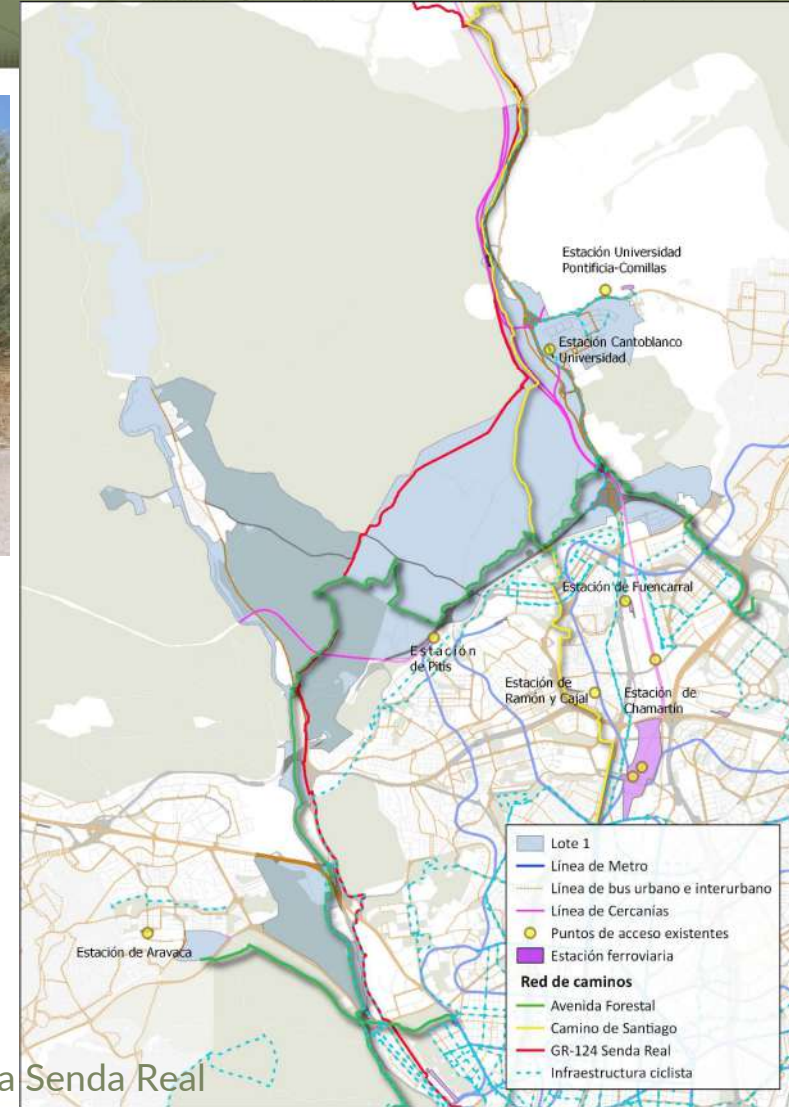 Estación Universidad
Pontificia-Comillas
Estación Cantoblanco
Universidad
Estación de Fuencarral
Estación
de Pitis
Estación de
Ramón y Cajal
Estación de
Chamartín
Estación de Aravaca
Lote 1
Línea de Metro
Línea de bus urbano e interurbano
Línea de Cercanías
Puntos de acceso existentes
Estación ferroviaria
Red de caminos
Avenida Forestal
Camino de Santiago
GR-124 Senda Real
Infraestructura ciclista
a Senda Real